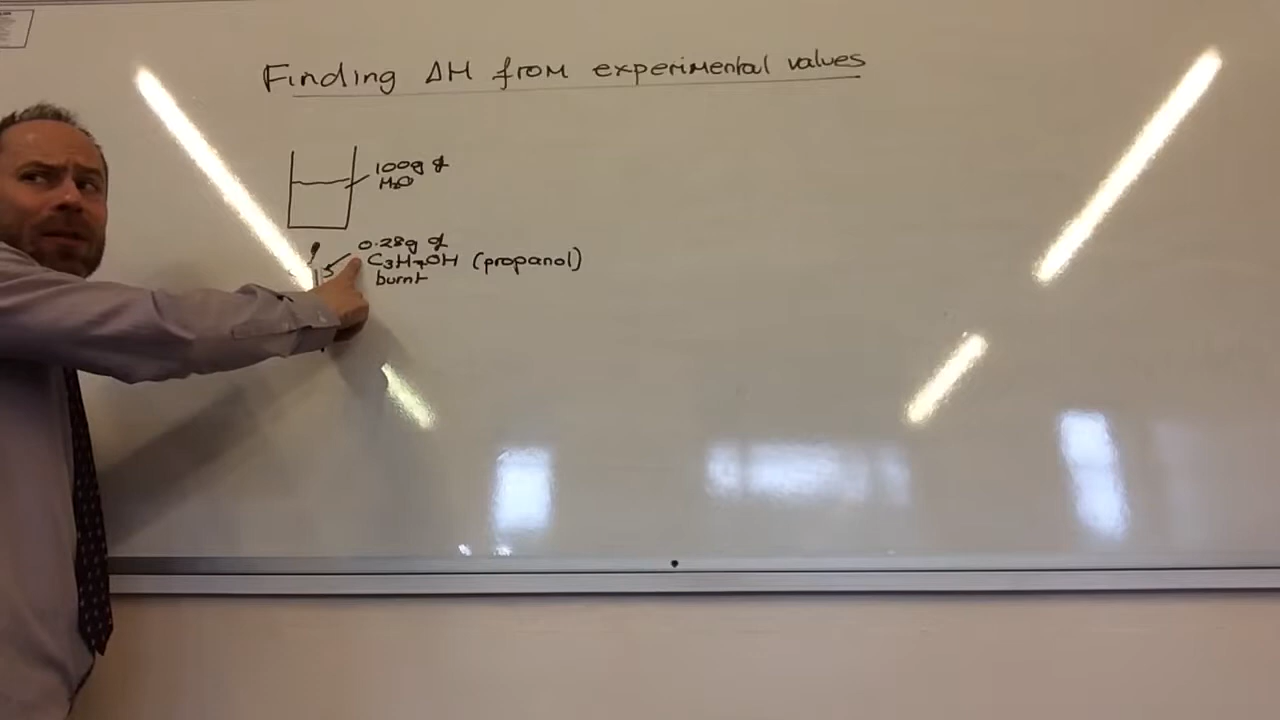 Finding ΔH from experimental values
100g of
H₂O
0.28g of
C₃H₇OH (propanol)
burnt